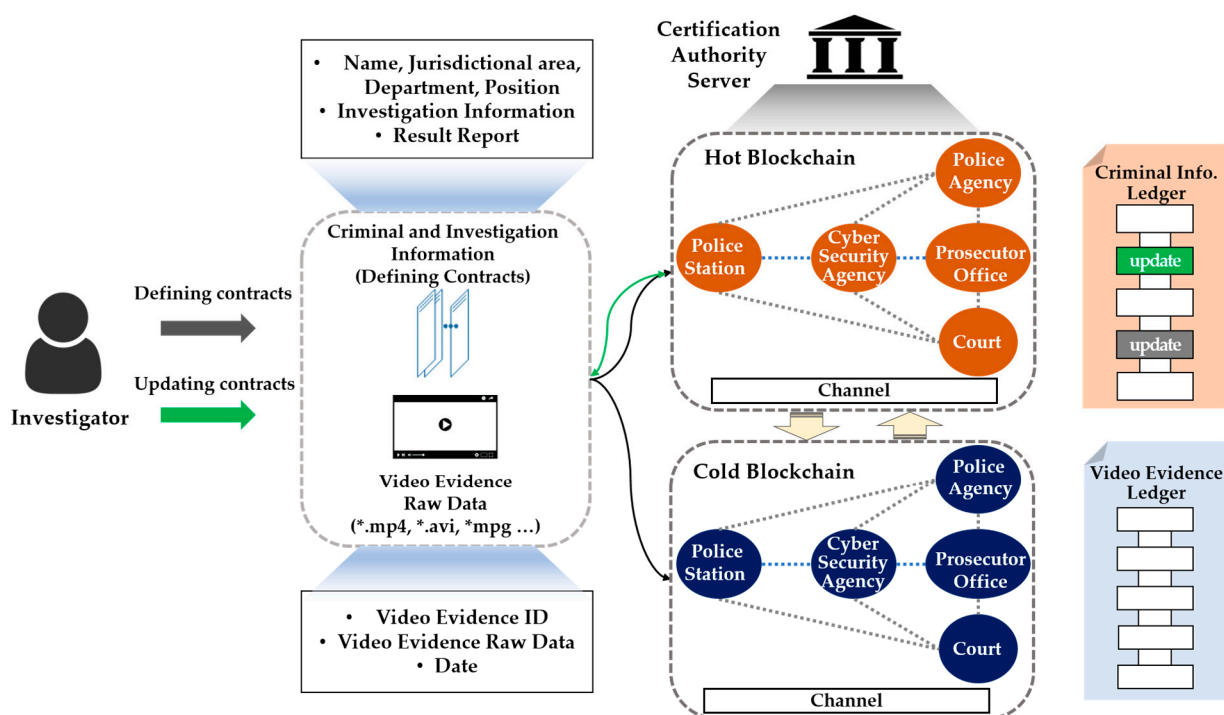 Certification
Authority
Server
• Name, Jurisdictional area,
Department, Position
• Investigation Information
• Result Report
Criminal and Investigation
Information
(Defining Contracts)
Defining contracts
Updating contracts
Investigator
Video Evidence
Raw Data
(*.mp4, *.avi, *mpg ...)
• Video Evidence ID
• Video Evidence Raw Data
• Date
Hot Blockchain
Police
Agency
Police
Station
Cyber
Security
Agency
Prosecutor
Office
Court
Channel
Cold Blockchain
Police
Agency
Police
Station
Cyber
Security
Agency
Prosecutor
Office
Court
Channel
Criminal Info.
Ledger
update
update
Video Evidence
Ledger